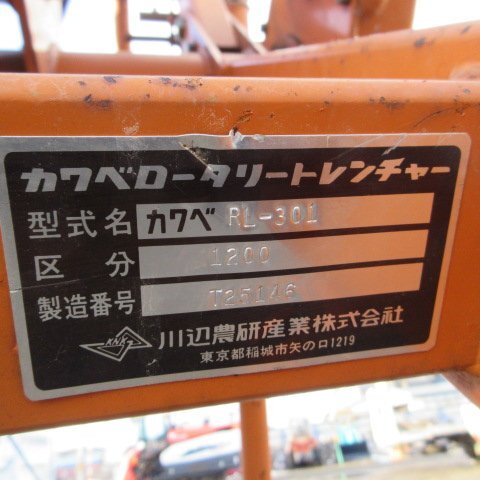 カワベロータリートレンチャー
型式名 カワベ RL-301
区分 1200
製造番号 T25146
KNKS 川辺農研産業株式会社
東京都稲城市矢の口1219